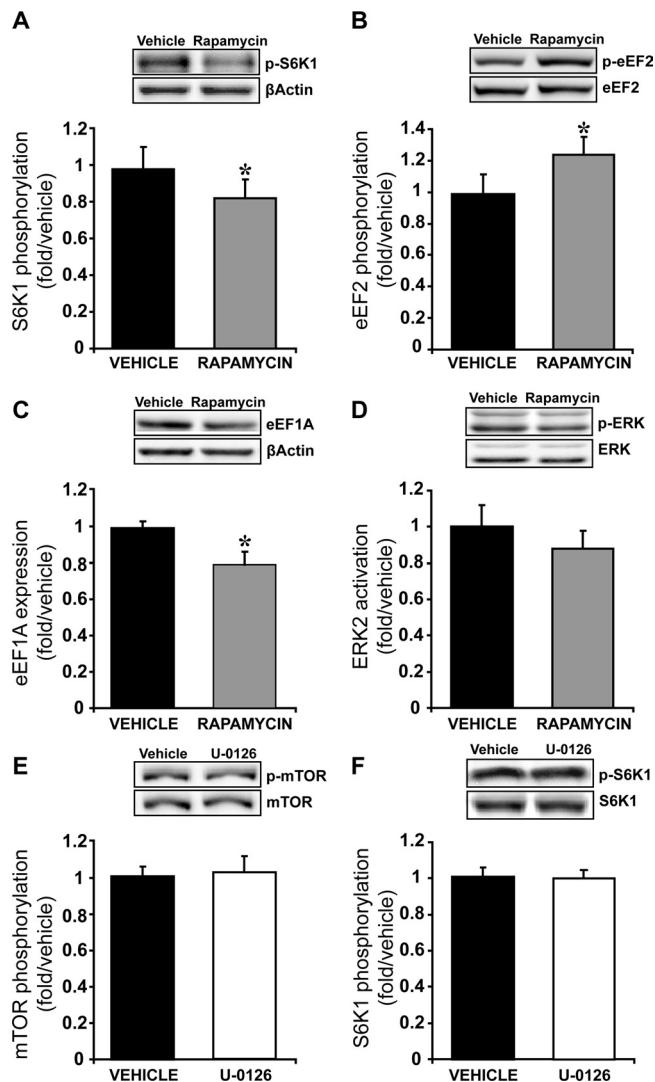 A
Vehicle Rapamycin
p-S6K1
βActin
S6K1 phosphorylation
(fold/vehicle)
1.2
1
0.8
0.6
0.4
0.2
0
*
VEHICLE RAPAMYCIN
B
Vehicle Rapamycin
p-eEF2
eEF2
eEF2 phosphorylation
(fold/vehicle)
1.4
1.2
1
0.8
0.6
0.4
0.2
0
*
VEHICLE RAPAMYCIN
C
Vehicle Rapamycin
eEF1A
βActin
eEF1A expression
(fold/vehicle)
1.2
1
0.8
0.6
0.4
0.2
0
*
VEHICLE RAPAMYCIN
D
Vehicle Rapamycin
p-ERK
ERK
ERK2 activation
(fold/vehicle)
1.2
1
0.8
0.6
0.4
0.2
0
VEHICLE RAPAMYCIN
E
Vehicle U-0126
p-mTOR
mTOR
mTOR phosphorylation
(fold/vehicle)
1.2
1
0.8
0.6
0.4
0.2
0
VEHICLE U-0126
F
Vehicle U-0126
p-S6K1
S6K1
S6K1 phosphorylation
(fold/vehicle)
1.2
1
0.8
0.6
0.4
0.2
0
VEHICLE U-0126